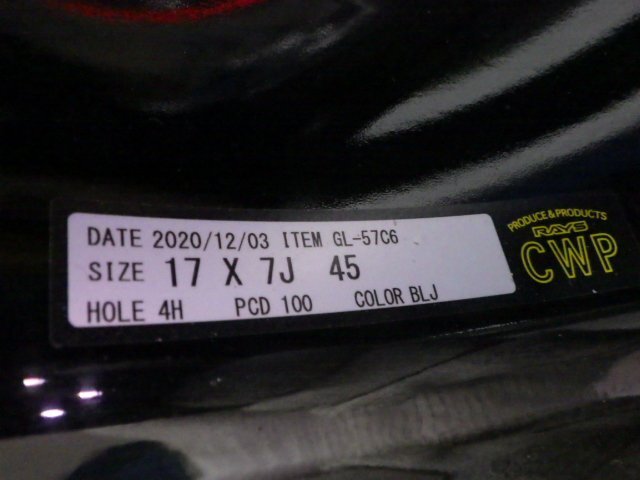 DATE 2020/12/03 ITEM GL-57C6
SIZE 17 X 7J 45
HOLE 4H PCD 100 COLOR BLJ
PRODUCE & PRODUCTS
RAYS
CWP